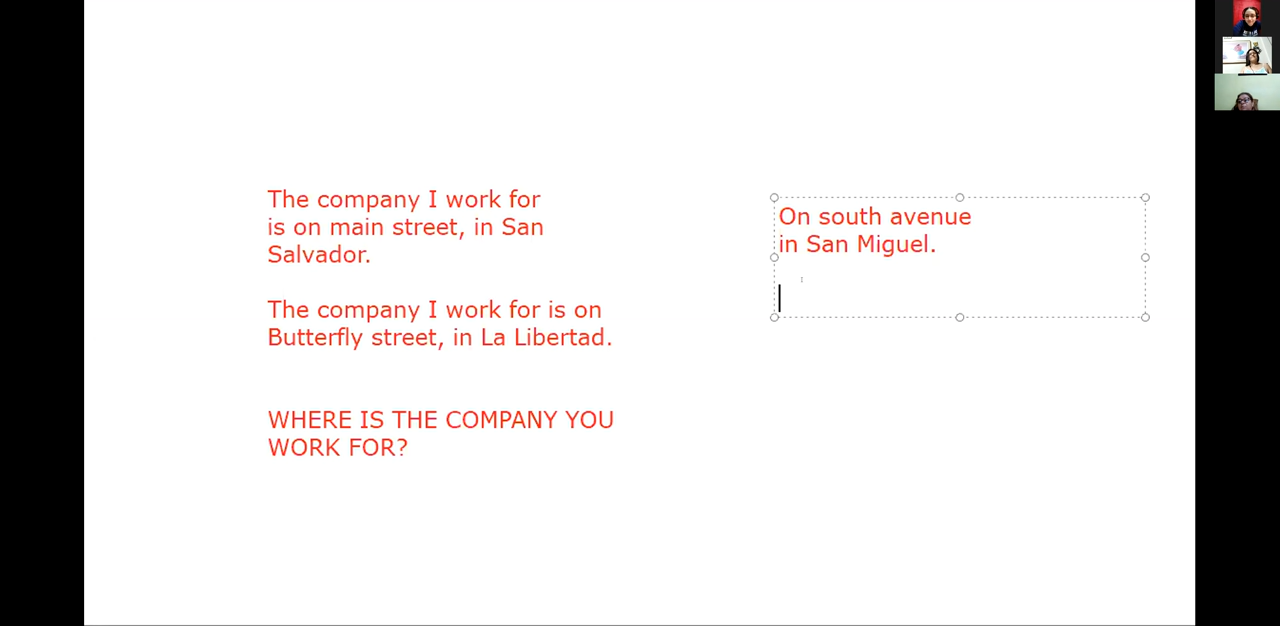 The company I work for
is on main street, in San
Salvador.
The company I work for is on
Butterfly street, in La Libertad.
WHERE IS THE COMPANY YOU
WORK FOR?
On south avenue
in San Miguel.